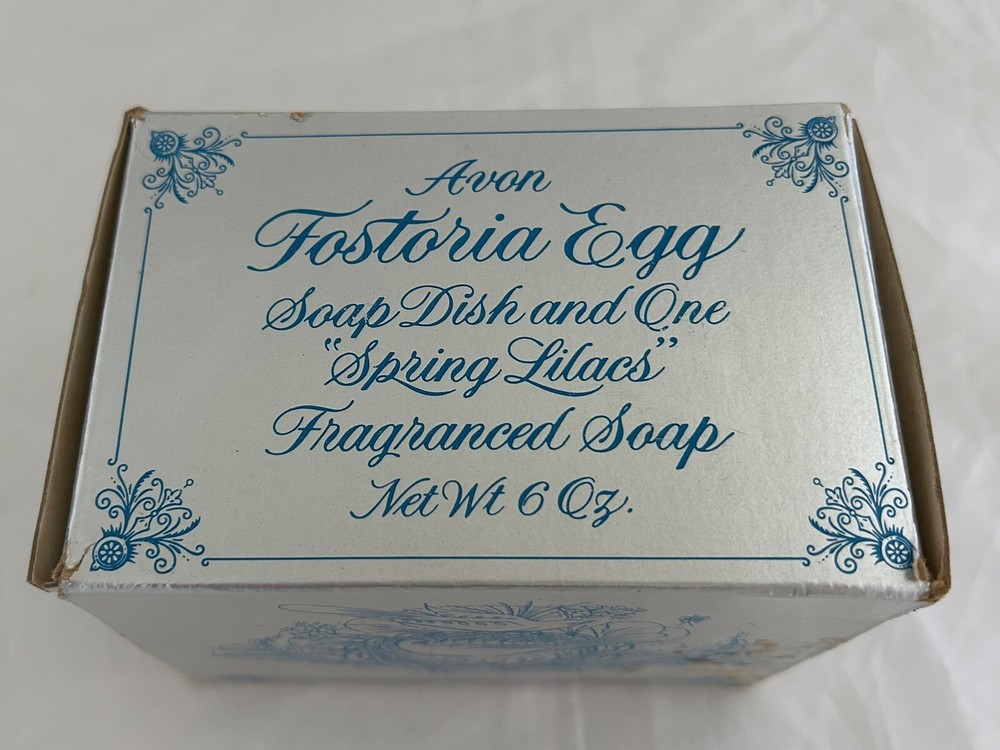 Avon
Fostoria Egg
Soap Dish and One
"Spring Lilacs"
Fragranced Soap
Net Wt 6 Oz.